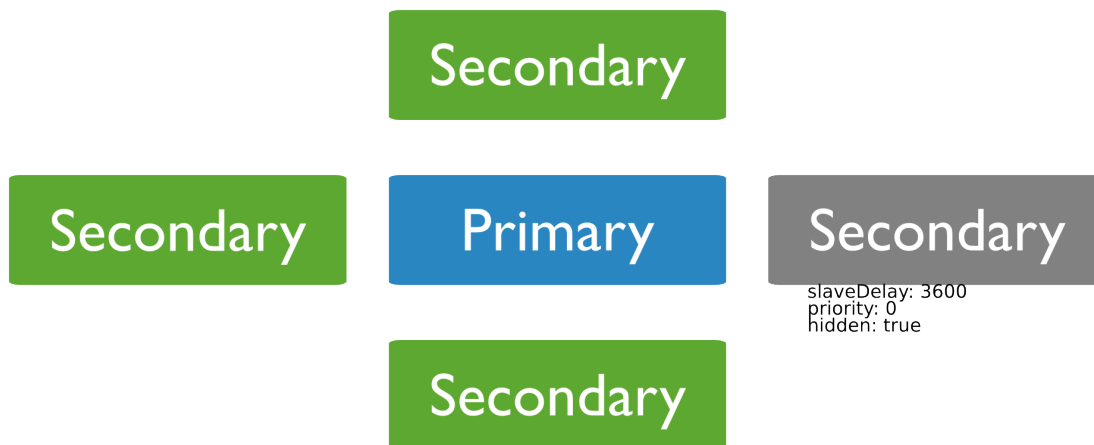 Secondary
Secondary
Primary
Secondary
slaveDelay: 3600
priority: 0
hidden: true
Secondary